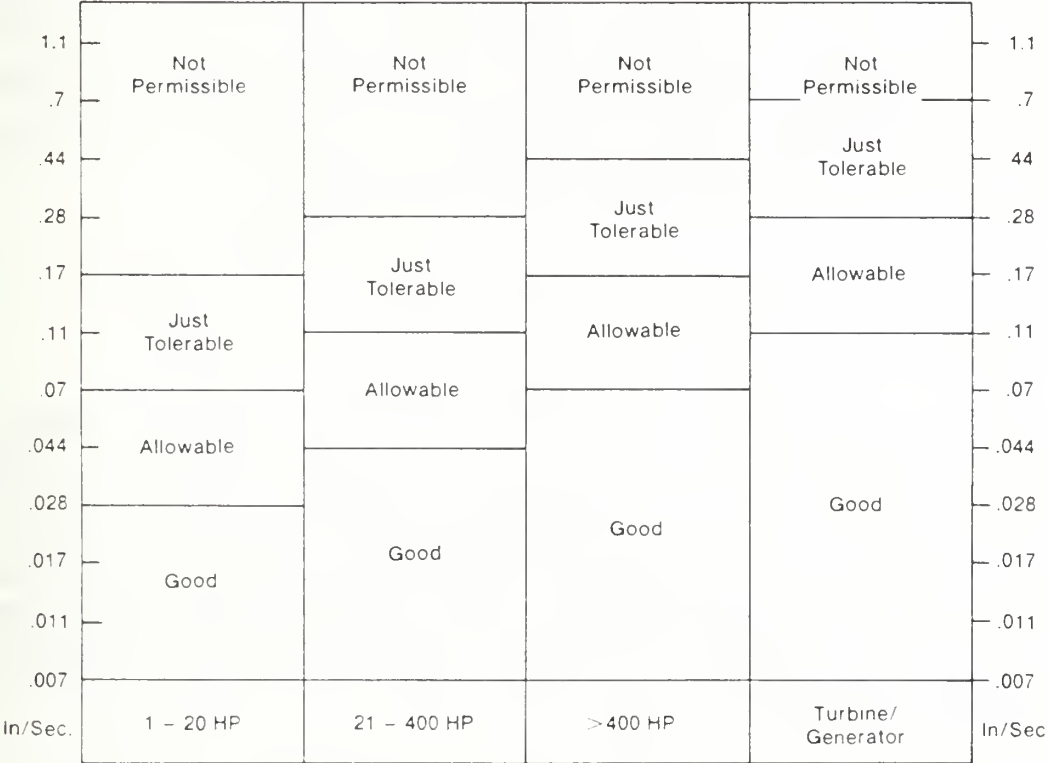 1.1
Not
Permissible
Not
Permissible
Not
Permissible
Not
Permissible
1.1
.7
.7
Just
Tolerable
.44
44
Just
Tolerable
.28
.28
Just
Tolerable
Allowable
.17
.17
Just
Tolerable
Allowable
.11
.11
Allowable
.07
.07
Allowable
.044
.044
Good
.028
.028
Good
Good
.017
.017
Good
.011
.011
.007
.007
In/Sec.
1 – 20 HP
21 – 400 HP
>400 HP
Turbine/
Generator
In/Sec